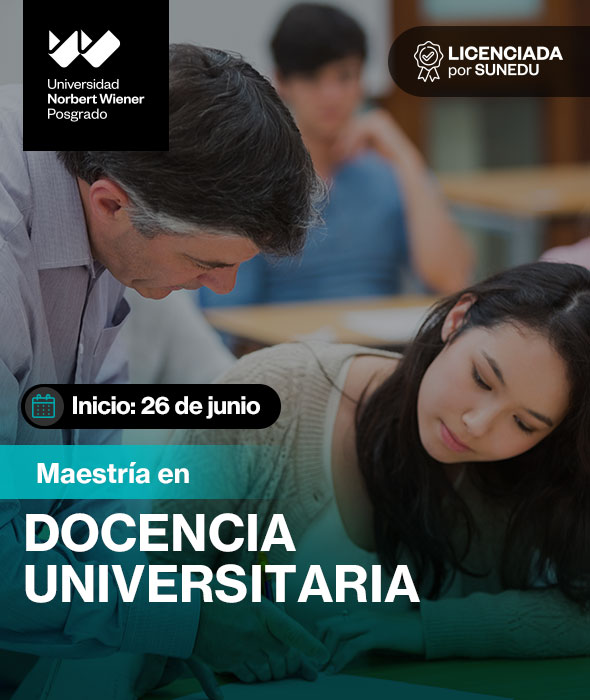 Universidad
Norbert Wiener
Posgrado
LICENCIADA
por SUNEDU
Inicio: 26 de junio
Maestría en
DOCENCIA
UNIVERSITARIA